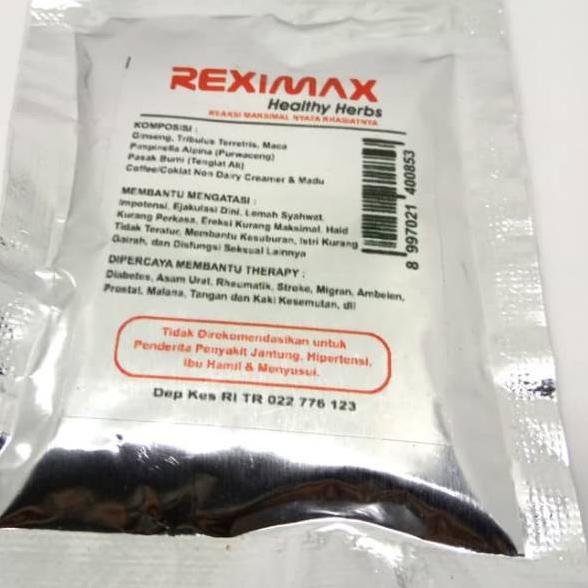 REXIMAX
Healthy Herbs
REAKSI MAKSIMAL NYATA KHASIATNYA
KOMPOSISI :
Ginseng, Tribulus Terretris, Maca
Pimpinella Alpina (Purwaceng)
Pasak Bumi (Tongkat Ali)
Coffee/Coklat Non Dairy Creamer & Madu
MEMBANTU MENGATASI :
Impotensi, Ejakulasi Dini, Lemah Syahwat,
Kurang Perkasa, Ereksi Kurang Maksimal, Haid
Tidak Teratur, Membantu Kesuburan, Istri Kurang
Gairah, dan Disfungsi Seksual Lainnya
8 997021 400853
DIPERCAYA MEMBANTU THERAPY :
Diabetes, Asam Urat, Rheumatik, Stroke, Migran, Ambeien,
Prostat, Malaria, Tangan dan Kaki Kesemutan, dll
Tidak Direkomendasikan untuk
Penderita Penyakit Jantung, Hipertensi,
Ibu Hamil & Menyusui.
Dep Kes RI TR 022 776 123